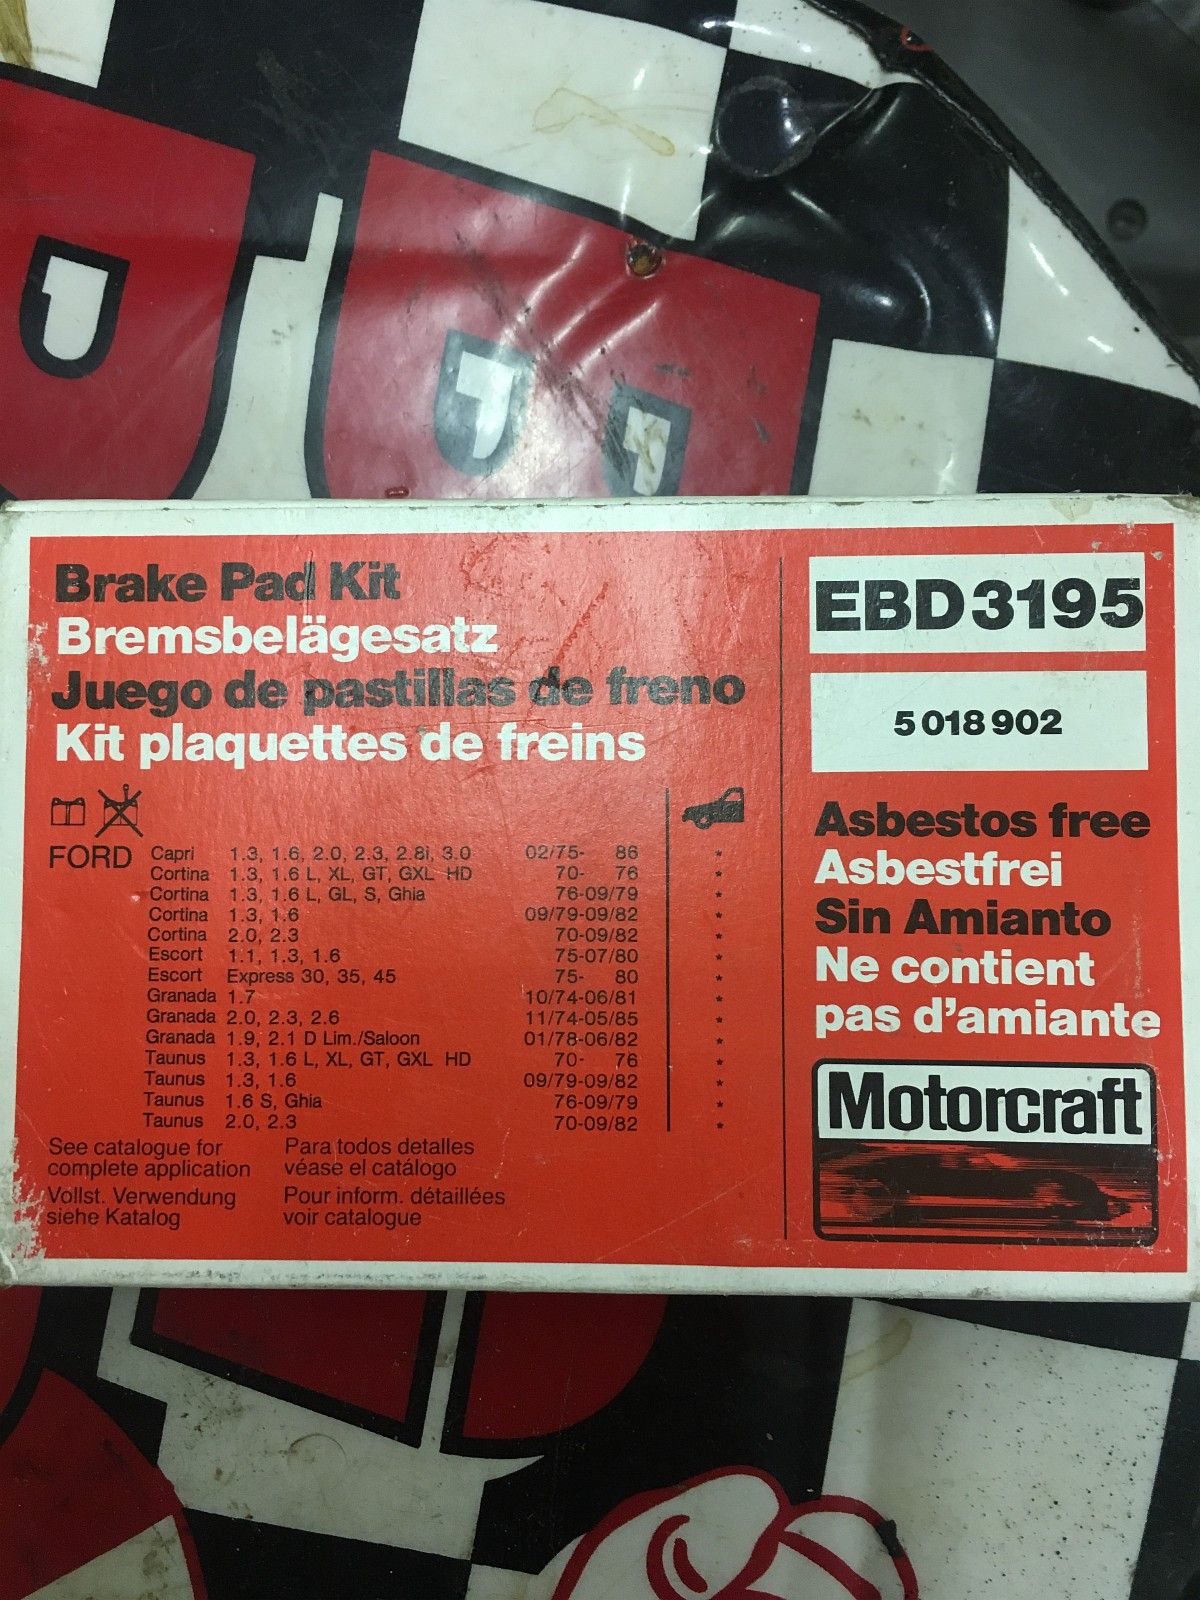 Brake Pad Kit
Bremsbelägesatz
Juego de pastillas de freno
Kit plaquettes de freins
EBD3195
5 018 902
FORD Capri 1.3, 1.6, 2.0, 2.3, 2.8i, 3.0 02/75- 86 *
Cortina 1.3, 1.6 L, XL, GT, GXL HD 70- 76 *
Cortina 1.3, 1.6 L, GL, S, Ghia 76-09/79 *
Cortina 1.3, 1.6 09/79-09/82 *
Cortina 2.0, 2.3 70-09/82 *
Escort 1.1, 1.3, 1.6 75-07/80 *
Escort Express 30, 35, 45 75- 80 *
Granada 1.7 10/74-06/81 *
Granada 2.0, 2.3, 2.6 11/74-05/85 *
Granada 1.9, 2.1 D Lim./Saloon 01/78-06/82 *
Taunus 1.3, 1.6 L, XL, GT, GXL HD 70- 76 *
Taunus 1.3, 1.6 09/79-09/82 *
Taunus 1.6 S, Ghia 76-09/79 *
Taunus 2.0, 2.3 70-09/82 *
See catalogue for
complete application
Vollst. Verwendung
siehe Katalog
Para todos detalles
véase el catálogo
Pour inform. détaillées
voir catalogue
Asbestos free
Asbestfrei
Sin Amianto
Ne contient
pas d'amiante
Motorcraft